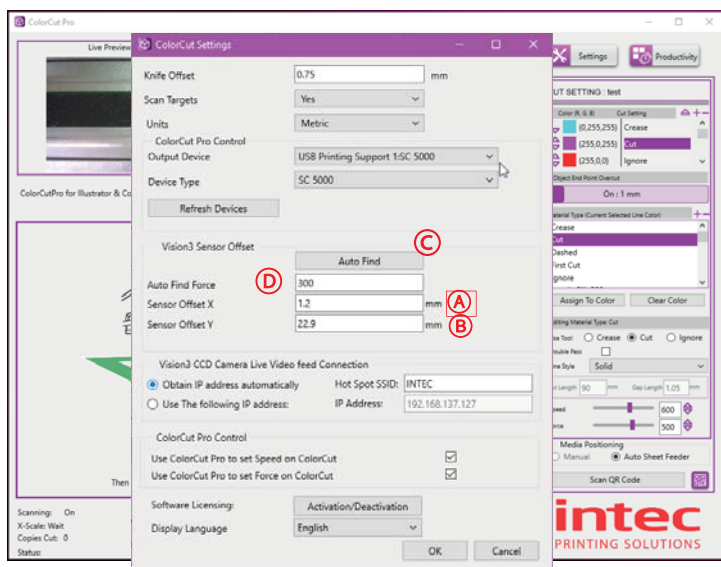 ColorCut Pro
Live Preview
ColorCutPro for Illustrator & Co
Then
Scanning: On
X-Scale: Wait
Copies Cut: 0
Status:
ColorCut Settings
Knife Offset 0.75 mm
Scan Targets Yes
Units Metric
ColorCut Pro Control
Output Device USB Printing Support 1:SC 5000
Device Type SC 5000
Refresh Devices
Vision3 Sensor Offset
C
Auto Find
D
Auto Find Force 300
Sensor Offset X 1.2 mm A
Sensor Offset Y 22.9 mm B
Vision3 CCD Camera Live Video feed Connection
Obtain IP address automatically Hot Spot SSID: INTEC
Use The following IP address: IP Address: 192.168.137.127
ColorCut Pro Control
Use ColorCut Pro to set Speed on ColorCut
Use ColorCut Pro to set Force on ColorCut
Software Licensing: Activation/Deactivation
Display Language English
OK Cancel
Settings Productivity
UT SETTING : test
Color (R, G, B) Cut Setting
(0,255,255) Crease
(255,0,255) Cut
(255,0,0) Ignore
Object End Point Overcut
On : 1 mm
Material Type (Current Selected Line Color)
Crease
Cut
Dashed
First Cut
Ignore
Assign To Color Clear Color
Editing Material Type: Cut
Tool: Crease Cut Ignore
Pass
Style Solid
Length 90 mm Gap Length 1.05 mm
600
500
Media Positioning
Manual Auto Sheet Feeder
Scan QR Code
intec
PRINTING SOLUTIONS